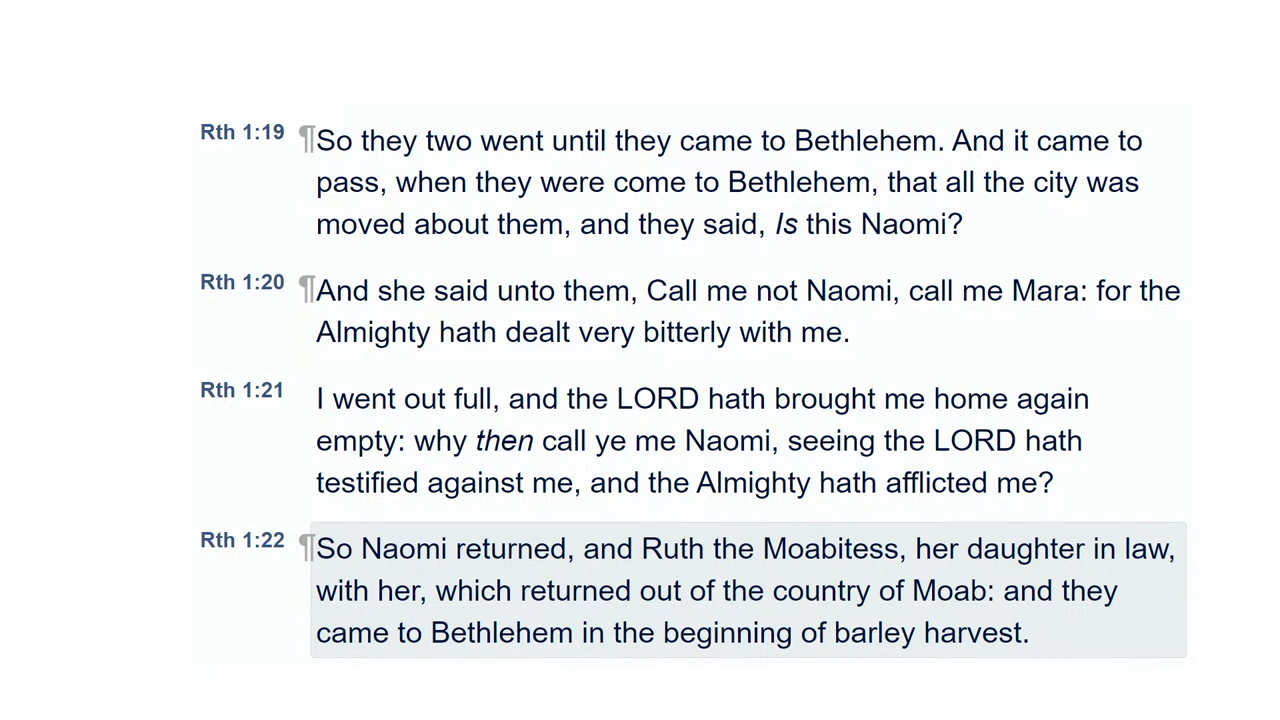 Rth 1:19 ¶So they two went until they came to Bethlehem. And it came to
pass, when they were come to Bethlehem, that all the city was
moved about them, and they said, Is this Naomi?
Rth 1:20 ¶And she said unto them, Call me not Naomi, call me Mara: for the
Almighty hath dealt very bitterly with me.
Rth 1:21 I went out full, and the LORD hath brought me home again
empty: why then call ye me Naomi, seeing the LORD hath
testified against me, and the Almighty hath afflicted me?
Rth 1:22 ¶So Naomi returned, and Ruth the Moabitess, her daughter in law,
with her, which returned out of the country of Moab: and they
came to Bethlehem in the beginning of barley harvest.